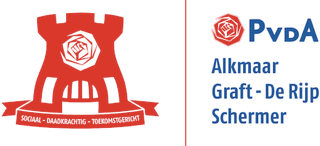 SOCIAAL - DAADKRACHTIG - TOEKOMSTGERICHT
PvdA
Alkmaar
Graft - De Rijp
Schermer